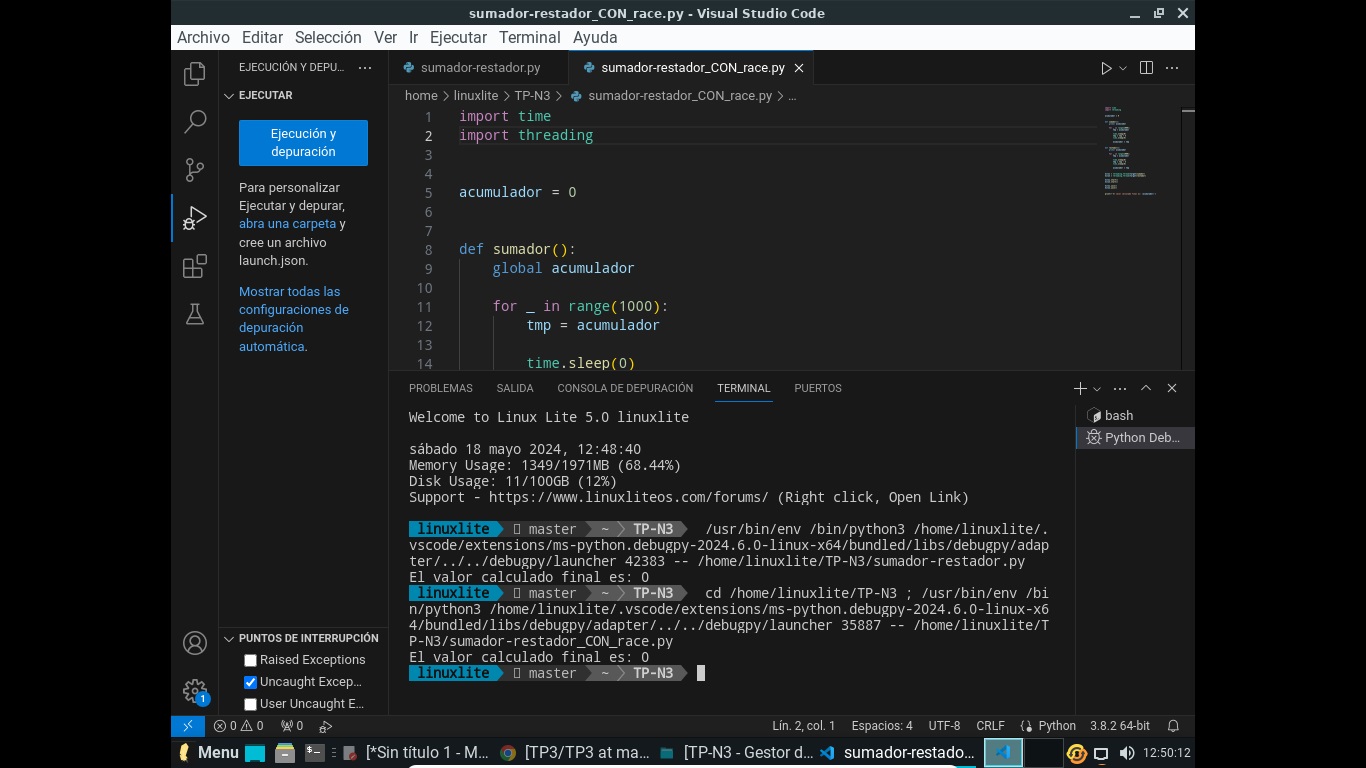 sumador-restador_CON_race.py - Visual Studio Code
Archivo Editar Selección Ver Ir Ejecutar Terminal Ayuda
EJECUCIÓN Y DEPU... ···
EJECUTAR
Ejecución y
depuración
Para personalizar
Ejecutar y depurar,
abra una carpeta y
cree un archivo
launch.json.
Mostrar todas las
configuraciones de
depuración
automática.
PUNTOS DE INTERRUPCIÓN
Raised Exceptions
Uncaught Excep...
User Uncaught E...
1
sumador-restador.py sumador-restador_CON_race.py
home > linuxlite > TP-N3 > sumador-restador_CON_race.py > ...
1 import time
2 import threading
3
4
5 acumulador = 0
6
7
8 def sumador():
9 global acumulador
10
11 for _ in range(1000):
12 tmp = acumulador
13
14 time.sleep(0)
PROBLEMAS SALIDA CONSOLA DE DEPURACIÓN TERMINAL PUERTOS
Welcome to Linux Lite 5.0 linuxlite
sábado 18 mayo 2024, 12:48:40
Memory Usage: 1349/1971MB (68.44%)
Disk Usage: 11/100GB (12%)
Support - https://www.linuxliteos.com/forums/ (Right click, Open Link)
linuxlite master ~ TP-N3 /usr/bin/env /bin/python3 /home/linuxlite/.
vscode/extensions/ms-python.debugpy-2024.6.0-linux-x64/bundled/libs/debugpy/adap
ter/../../debugpy/launcher 42383 -- /home/linuxlite/TP-N3/sumador-restador.py
El valor calculado final es: 0
linuxlite master ~ TP-N3 cd /home/linuxlite/TP-N3 ; /usr/bin/env /bi
n/python3 /home/linuxlite/.vscode/extensions/ms-python.debugpy-2024.6.0-linux-x6
4/bundled/libs/debugpy/adapter/../../debugpy/launcher 35887 -- /home/linuxlite/T
P-N3/sumador-restador_CON_race.py
El valor calculado final es: 0
linuxlite master ~ TP-N3
bash
Python Deb...
0 0 0 Lín. 2, col. 1 Espacios: 4 UTF-8 CRLF Python 3.8.2 64-bit
Menu [*Sin título 1 - M... [TP3/TP3 at ma... [TP-N3 - Gestor d... sumador-restado... 12:50:12